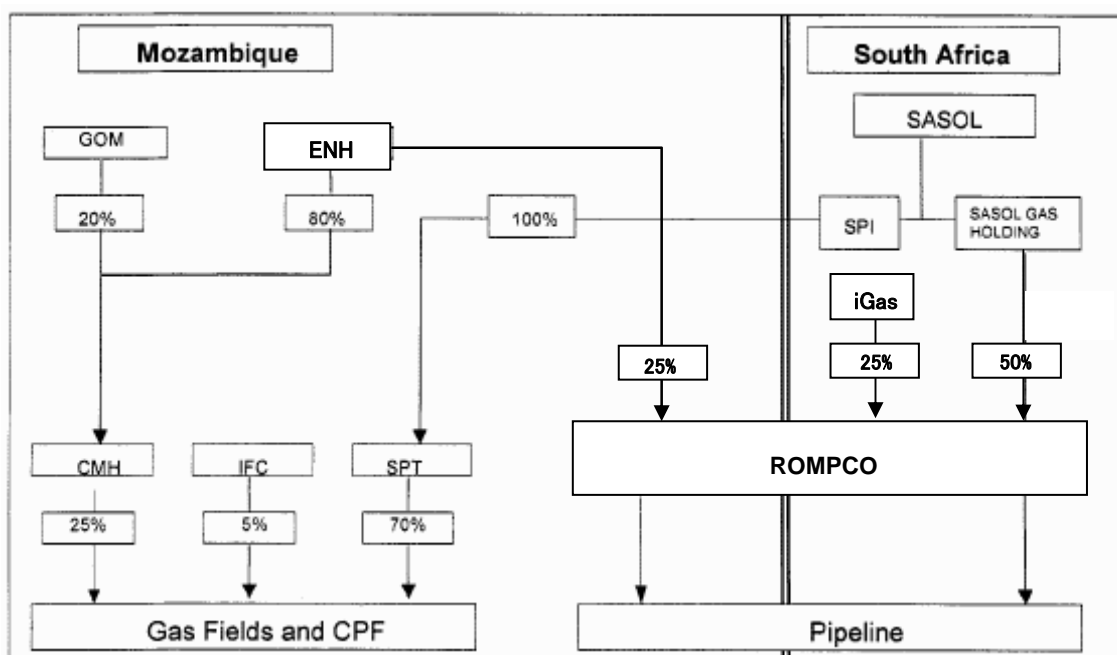 Mozambique
South Africa
SASOL
GOM
ENH
20%
80%
100%
SPI
SASOL GAS
HOLDING
iGas
25%
25%
50%
ROMPCO
CMH
IFC
SPT
25%
5%
70%
Gas Fields and CPF
Pipeline